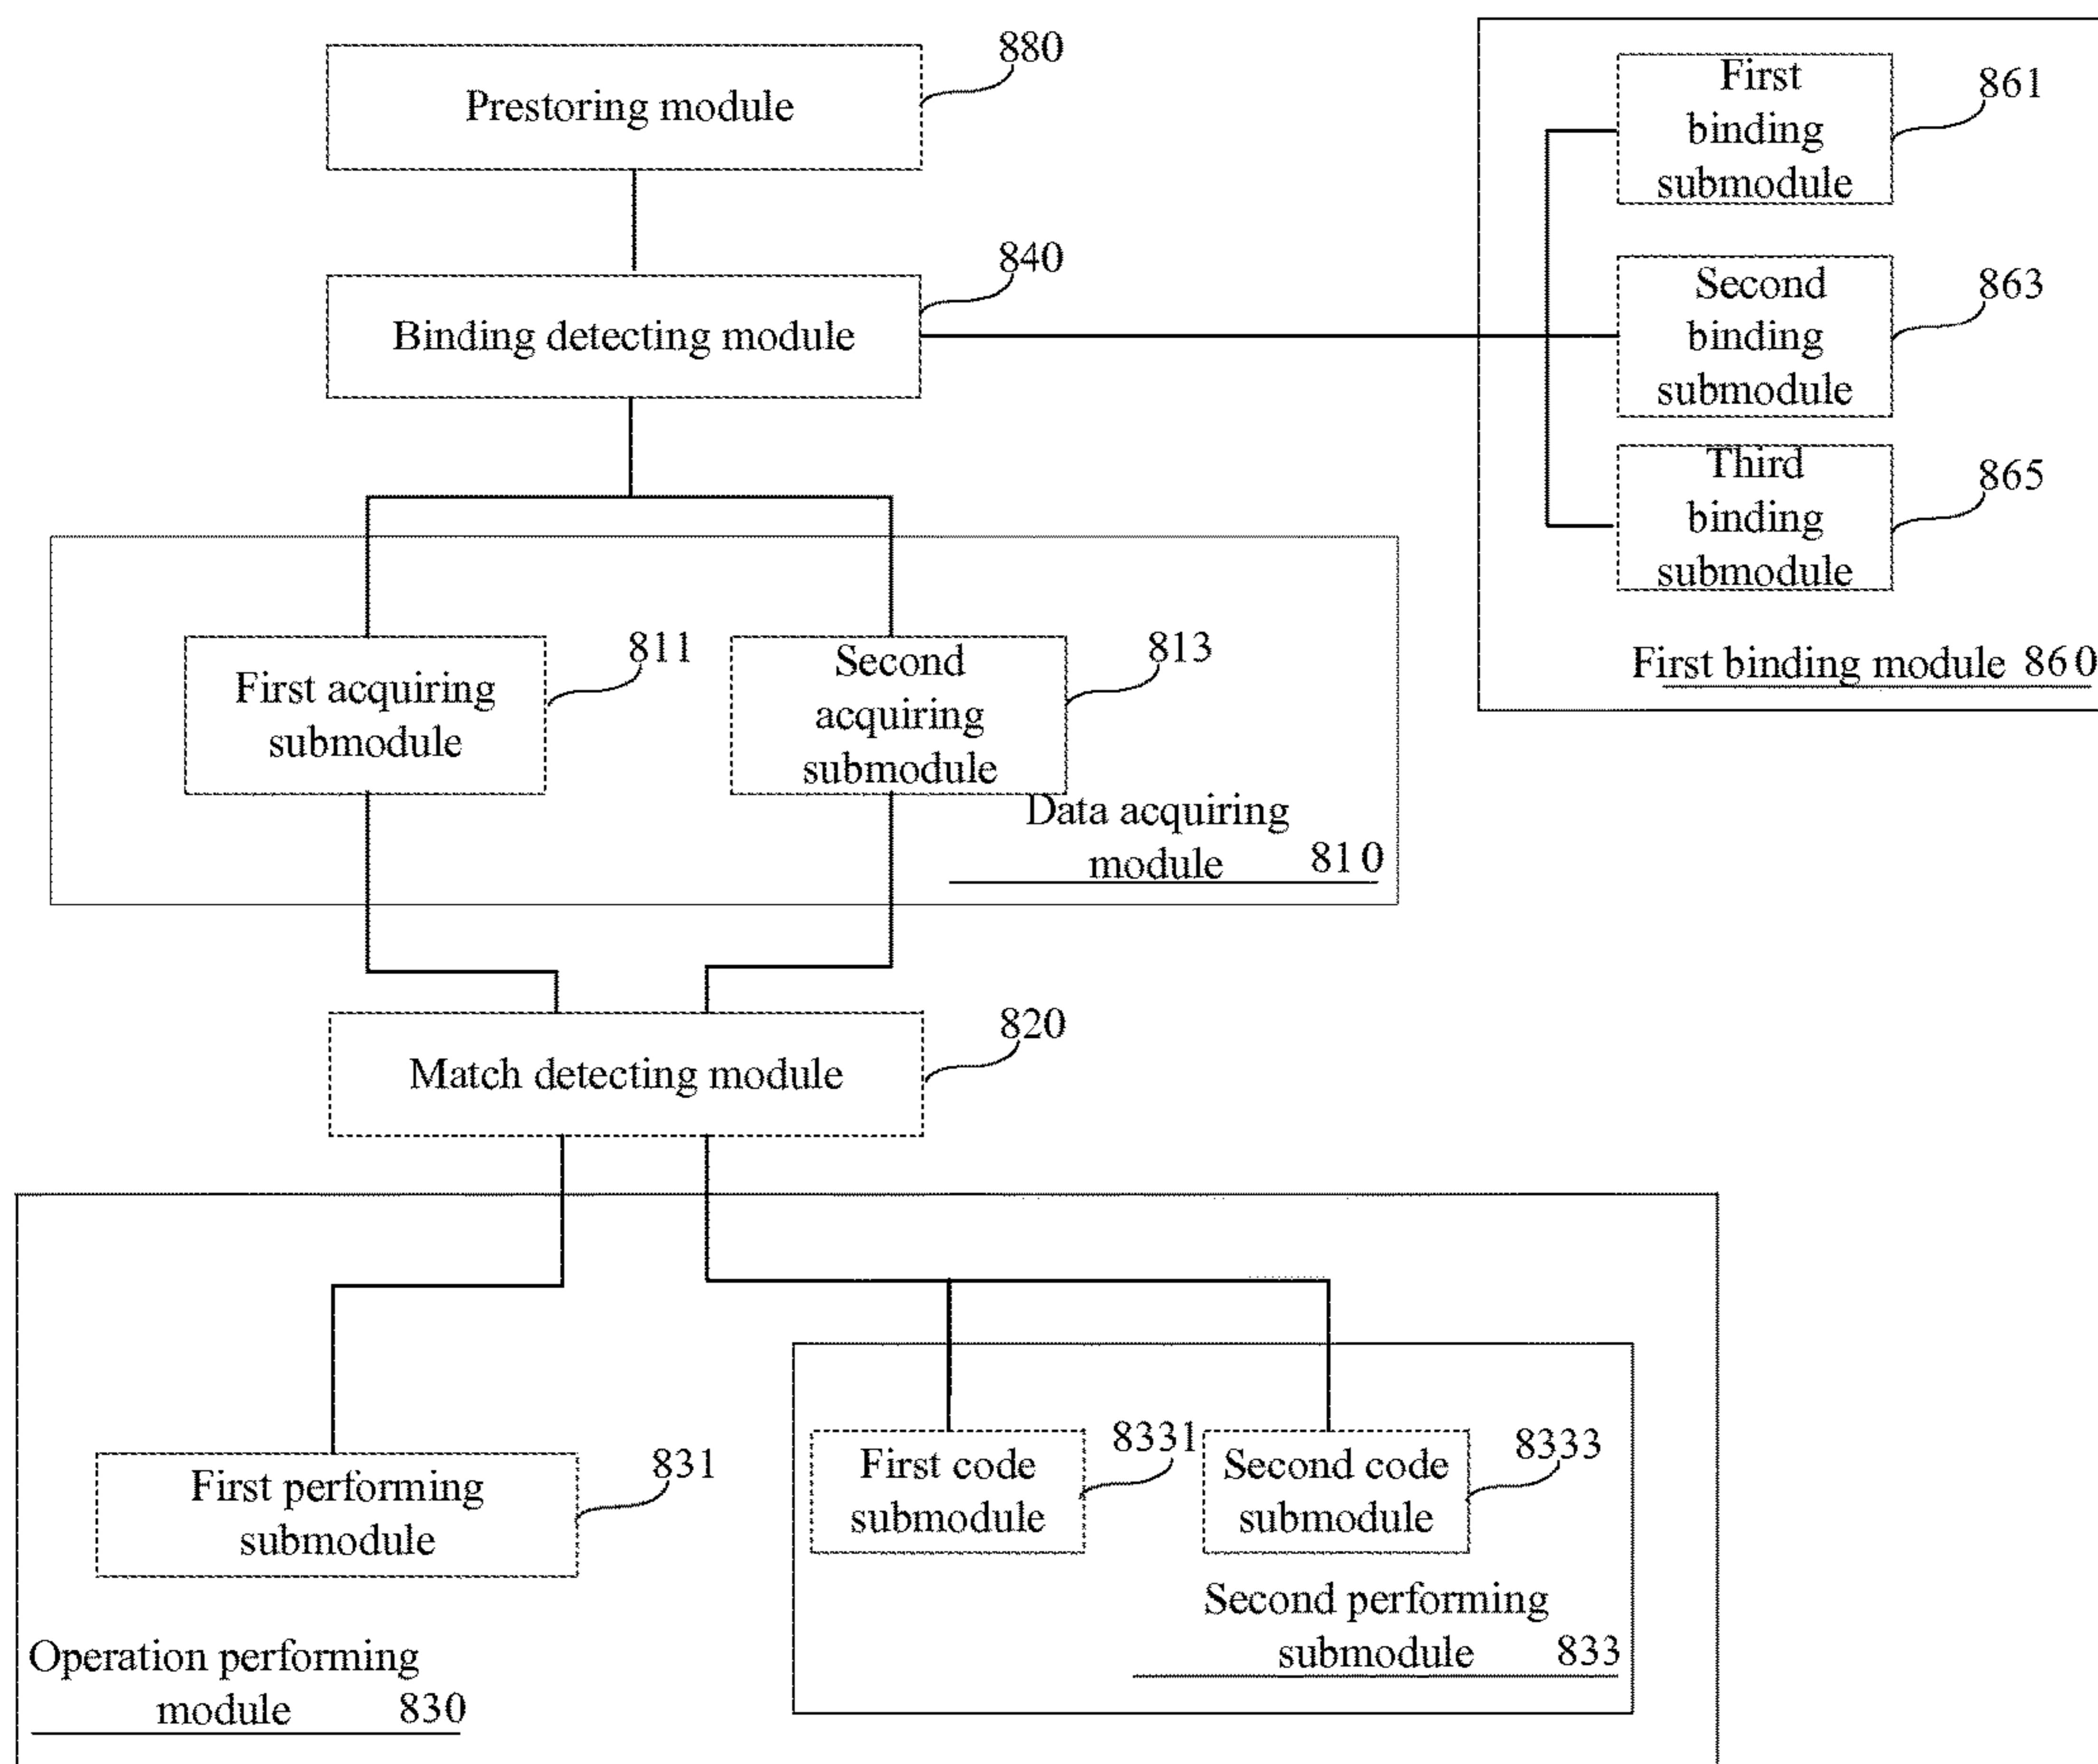 880
Prestoring module
840
Binding detecting module
First
binding
submodule
861
Second
binding
submodule
863
Third
binding
submodule
865
First binding module 860
First acquiring
submodule
811
Second
acquiring
submodule
813
Data acquiring
module 810
820
Match detecting module
First performing
submodule
831
First code
submodule
8331
Second code
submodule
8333
Second performing
submodule 833
Operation performing
module 830